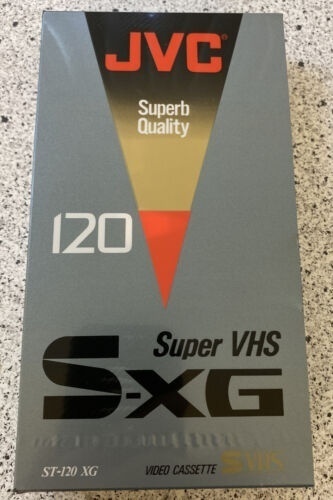 JVC®
Superb
Quality
120
Super VHS
S-XG
ST-120 XG
VIDEO CASSETTE
S VHS